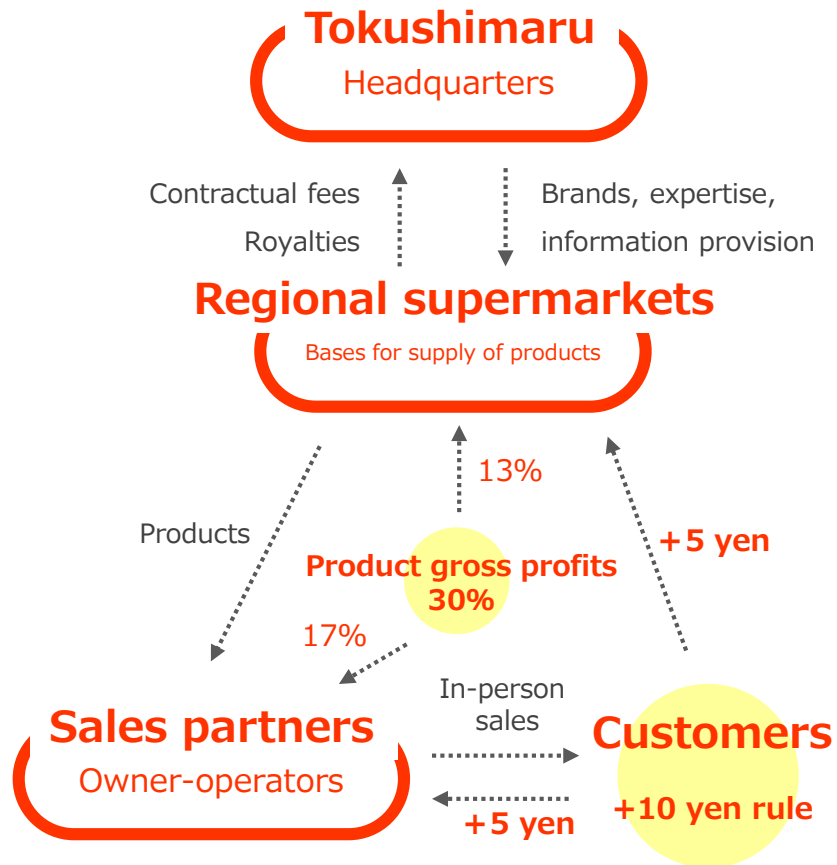 Tokushimaru
Headquarters
Contractual fees
Royalties
Brands, expertise,
information provision
Regional supermarkets
Bases for supply of products
13%
Products
+5 yen
Product gross profits
30%
17%
In-person
sales
Sales partners
Owner-operators
Customers
+10 yen rule
+5 yen